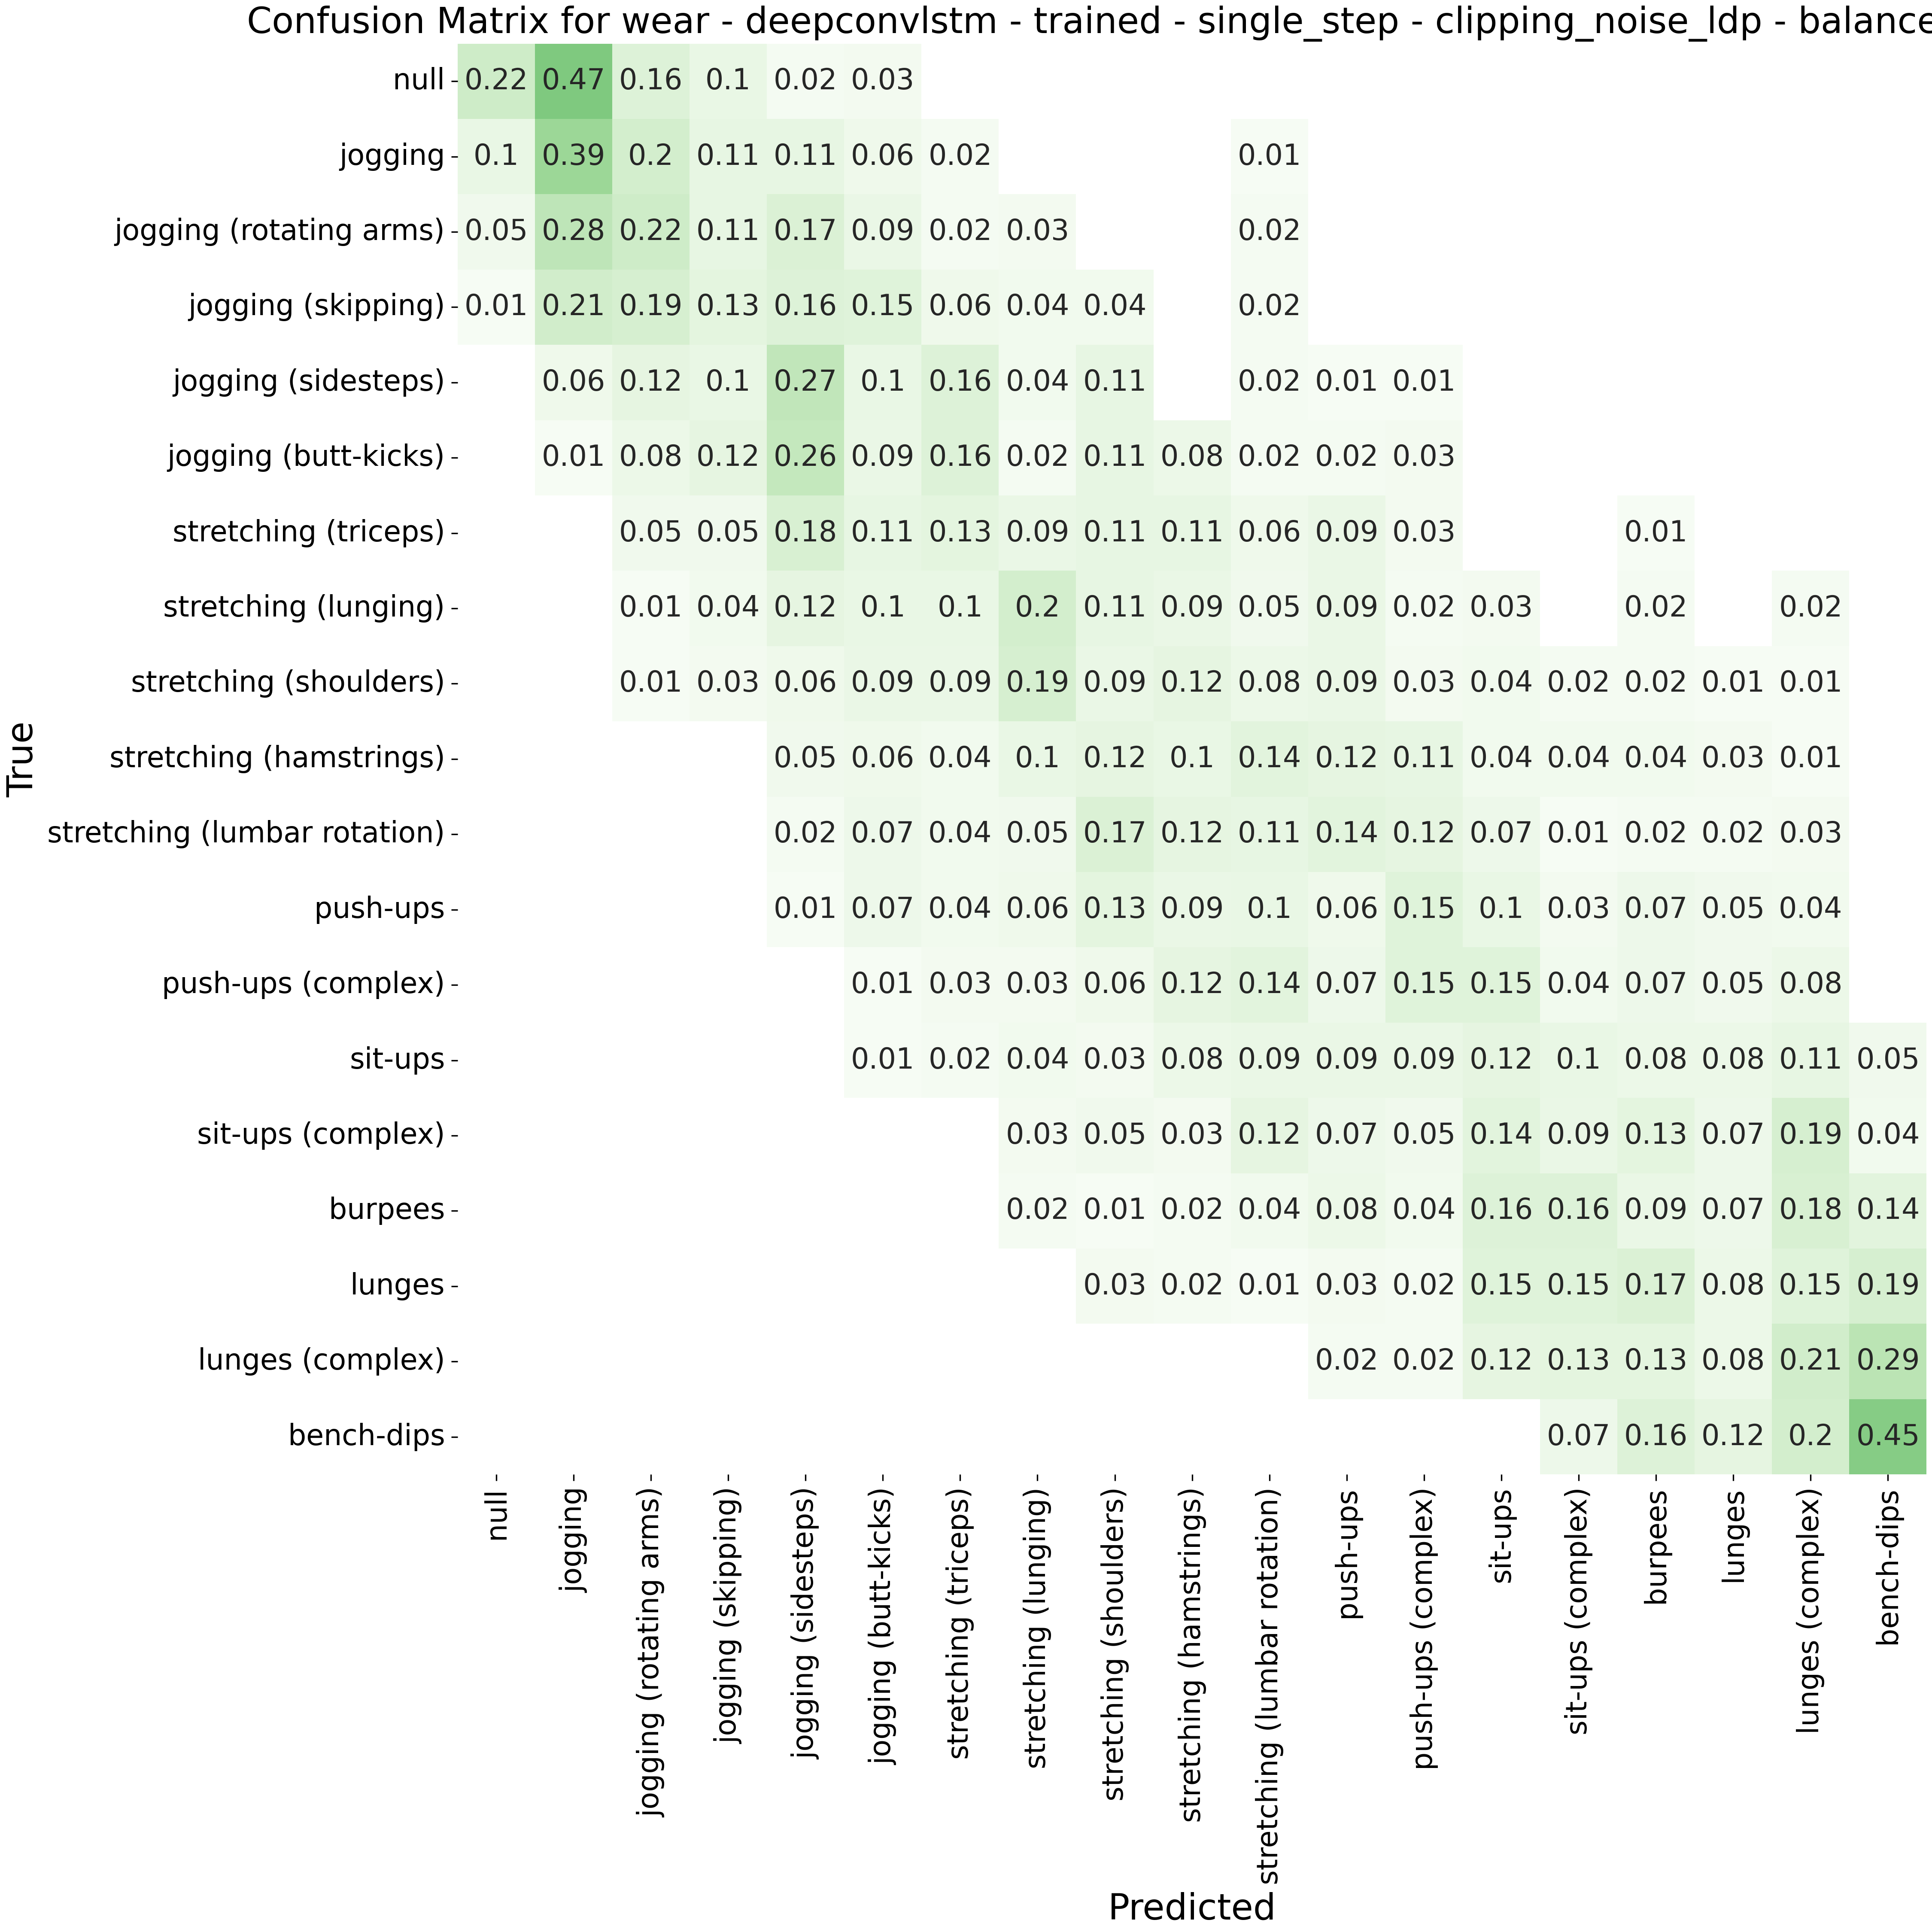 Confusion Matrix for wear - deepconvlstm - trained - single_step - clipping_noise_ldp - balance
null 0.22 0.47 0.16 0.1 0.02 0.03
jogging 0.1 0.39 0.2 0.11 0.11 0.06 0.02 0.01
jogging (rotating arms) 0.05 0.28 0.22 0.11 0.17 0.09 0.02 0.03 0.02
jogging (skipping) 0.01 0.21 0.19 0.13 0.16 0.15 0.06 0.04 0.04 0.02
jogging (sidesteps) 0.06 0.12 0.1 0.27 0.1 0.16 0.04 0.11 0.02 0.01 0.01
jogging (butt-kicks) 0.01 0.08 0.12 0.26 0.09 0.16 0.02 0.11 0.08 0.02 0.02 0.03
stretching (triceps) 0.05 0.05 0.18 0.11 0.13 0.09 0.11 0.11 0.06 0.09 0.03 0.01
stretching (lunging) 0.01 0.04 0.12 0.1 0.1 0.2 0.11 0.09 0.05 0.09 0.02 0.03 0.02 0.02
stretching (shoulders) 0.01 0.03 0.06 0.09 0.09 0.19 0.09 0.12 0.08 0.09 0.03 0.04 0.02 0.02 0.01 0.01
stretching (hamstrings) 0.05 0.06 0.04 0.1 0.12 0.1 0.14 0.12 0.11 0.04 0.04 0.04 0.03 0.01
stretching (lumbar rotation) 0.02 0.07 0.04 0.05 0.17 0.12 0.11 0.14 0.12 0.07 0.01 0.02 0.02 0.03
push-ups 0.01 0.07 0.04 0.06 0.13 0.09 0.1 0.06 0.15 0.1 0.03 0.07 0.05 0.04
push-ups (complex) 0.01 0.03 0.03 0.06 0.12 0.14 0.07 0.15 0.15 0.04 0.07 0.05 0.08
sit-ups 0.01 0.02 0.04 0.03 0.08 0.09 0.09 0.09 0.12 0.1 0.08 0.08 0.11 0.05
sit-ups (complex) 0.03 0.05 0.03 0.12 0.07 0.05 0.14 0.09 0.13 0.07 0.19 0.04
burpees 0.02 0.01 0.02 0.04 0.08 0.04 0.16 0.16 0.09 0.07 0.18 0.14
lunges 0.03 0.02 0.01 0.03 0.02 0.15 0.15 0.17 0.08 0.15 0.19
lunges (complex) 0.02 0.02 0.12 0.13 0.13 0.08 0.21 0.29
bench-dips 0.07 0.16 0.12 0.2 0.45
True
null
jogging
jogging (rotating arms)
jogging (skipping)
jogging (sidesteps)
jogging (butt-kicks)
stretching (triceps)
stretching (lunging)
stretching (shoulders)
stretching (hamstrings)
stretching (lumbar rotation)
push-ups
push-ups (complex)
sit-ups
sit-ups (complex)
burpees
lunges
lunges (complex)
bench-dips
Predicted